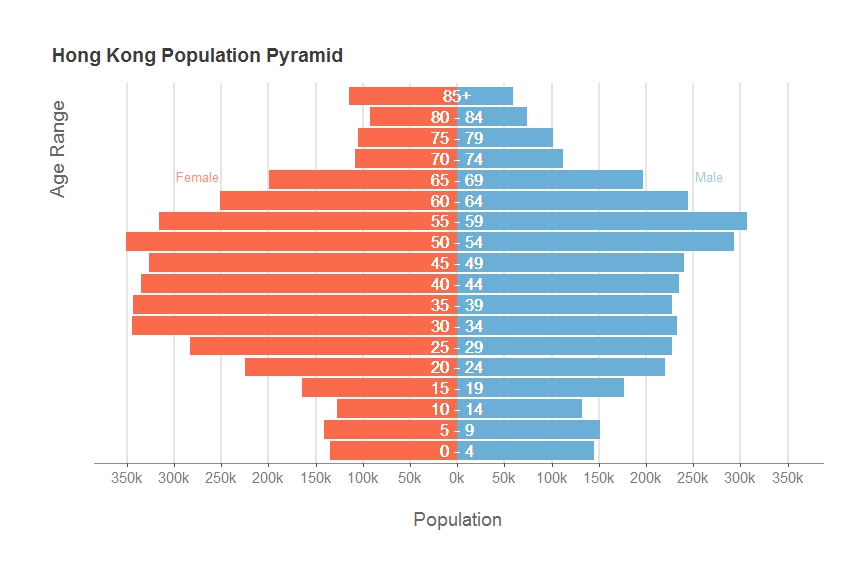 Hong Kong Population Pyramid
Age Range
Female
Male
85+
80 - 84
75 - 79
70 - 74
65 - 69
60 - 64
55 - 59
50 - 54
45 - 49
40 - 44
35 - 39
30 - 34
25 - 29
20 - 24
15 - 19
10 - 14
5 - 9
0 - 4
350k 300k 250k 200k 150k 100k 50k 0k 50k 100k 150k 200k 250k 300k 350k
Population